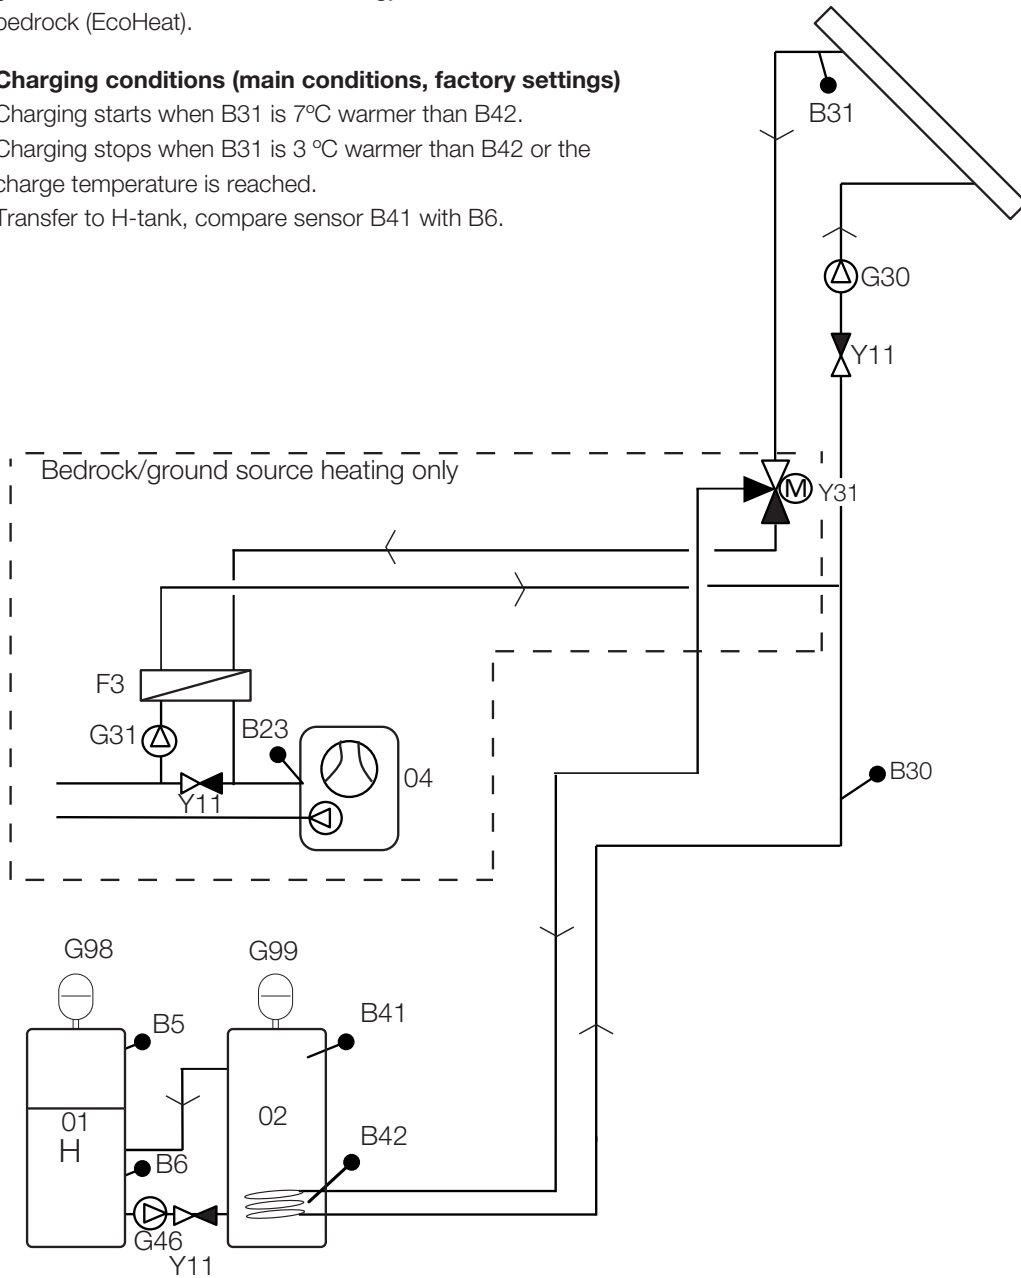 bedrock (EcoHeat).
Charging conditions (main conditions, factory settings)
Charging starts when B31 is 7ºC warmer than B42.
Charging stops when B31 is 3 ºC warmer than B42 or the
charge temperature is reached.
Transfer to H-tank, compare sensor B41 with B6.
B31
G30
Y11
Bedrock/ground source heating only
M
Y31
F3
G31
B23
04
Y11
B30
G98
G99
B5
B41
01
H
02
B42
B6
G46
Y11